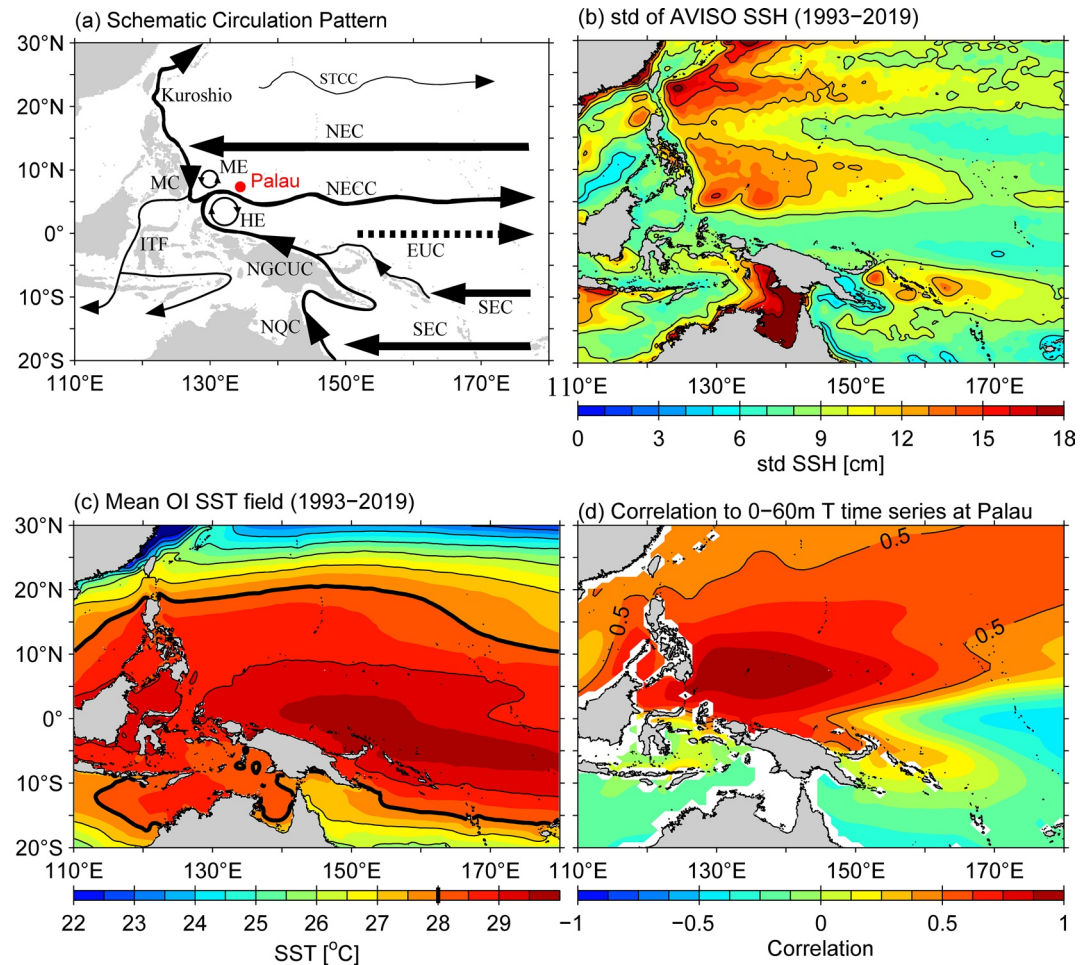 (a) Schematic Circulation Pattern
30°N
20°N
10°N
0°
10°S
20°S
110°E
130°E
150°E
170°E
STCC
Kuroshio
NEC
ME
Palau
MC
NECC
HE
ITF
EUC
NGCUC
SEC
NQC
SEC
(b) std of AVISO SSH (1993−2019)
110°E
130°E
150°E
170°E
0 3 6 9 12 15 18
std SSH [cm]
(c) Mean OI SST field (1993−2019)
30°N
20°N
10°N
0°
10°S
20°S
110°E
130°E
150°E
170°E
22 23 24 25 26 27 28 29
SST [°C]
(d) Correlation to 0−60m T time series at Palau
0.5
0.5
0.5
110°E
130°E
150°E
170°E
−1 −0.5 0 0.5 1
Correlation